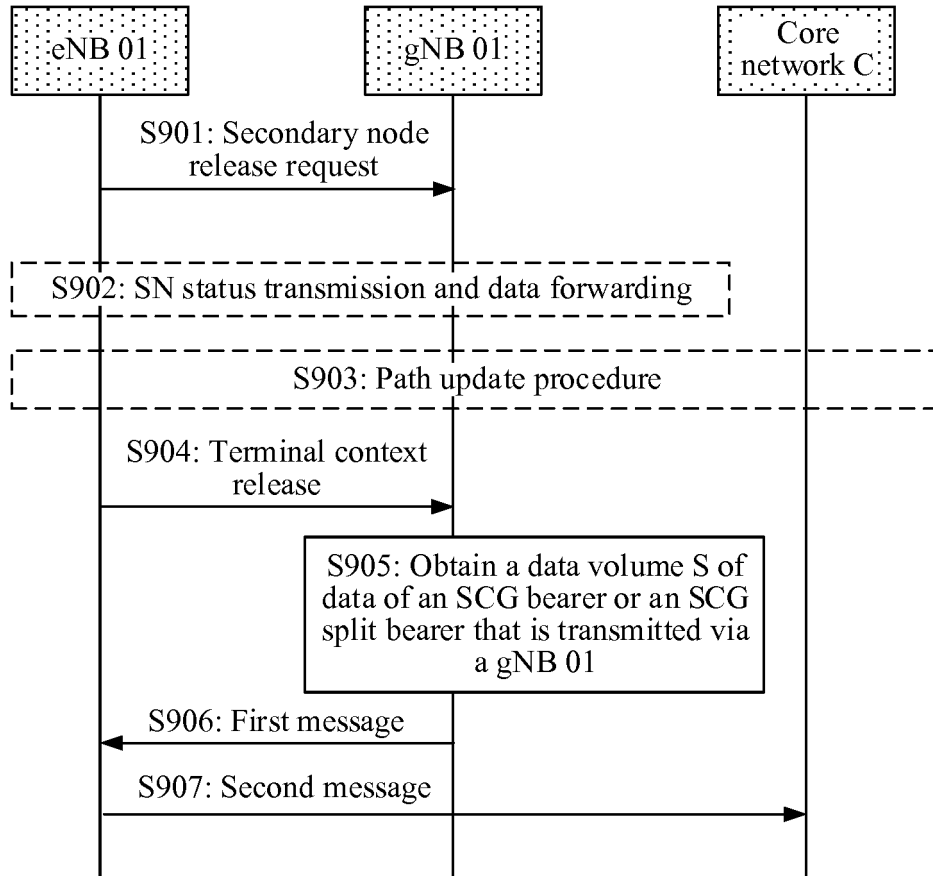 eNB 01
gNB 01
Core
network C
S901: Secondary node
release request
S902: SN status transmission and data forwarding
S903: Path update procedure
S904: Terminal context
release
S905: Obtain a data volume S of
data of an SCG bearer or an SCG
split bearer that is transmitted via
a gNB 01
S906: First message
S907: Second message